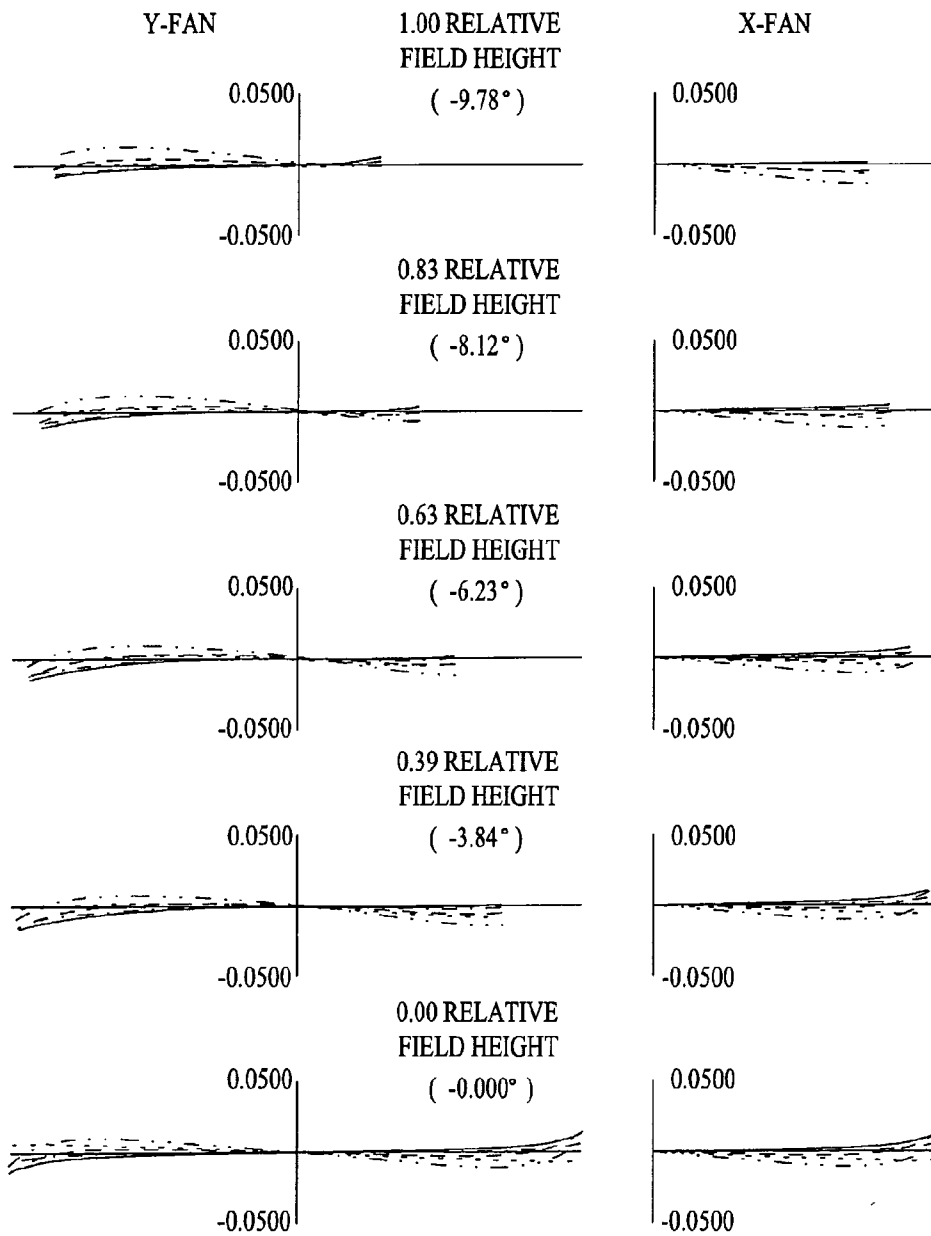 Y-FAN 1.00 RELATIVE X-FAN
FIELD HEIGHT
( -9.78° )
0.0500 0.0500
-0.0500 -0.0500
0.83 RELATIVE
FIELD HEIGHT
( -8.12° )
0.0500 0.0500
-0.0500 -0.0500
0.63 RELATIVE
FIELD HEIGHT
( -6.23° )
0.0500 0.0500
-0.0500 -0.0500
0.39 RELATIVE
FIELD HEIGHT
( -3.84° )
0.0500 0.0500
-0.0500 -0.0500
0.00 RELATIVE
FIELD HEIGHT
( -0.000° )
0.0500 0.0500
-0.0500 -0.0500